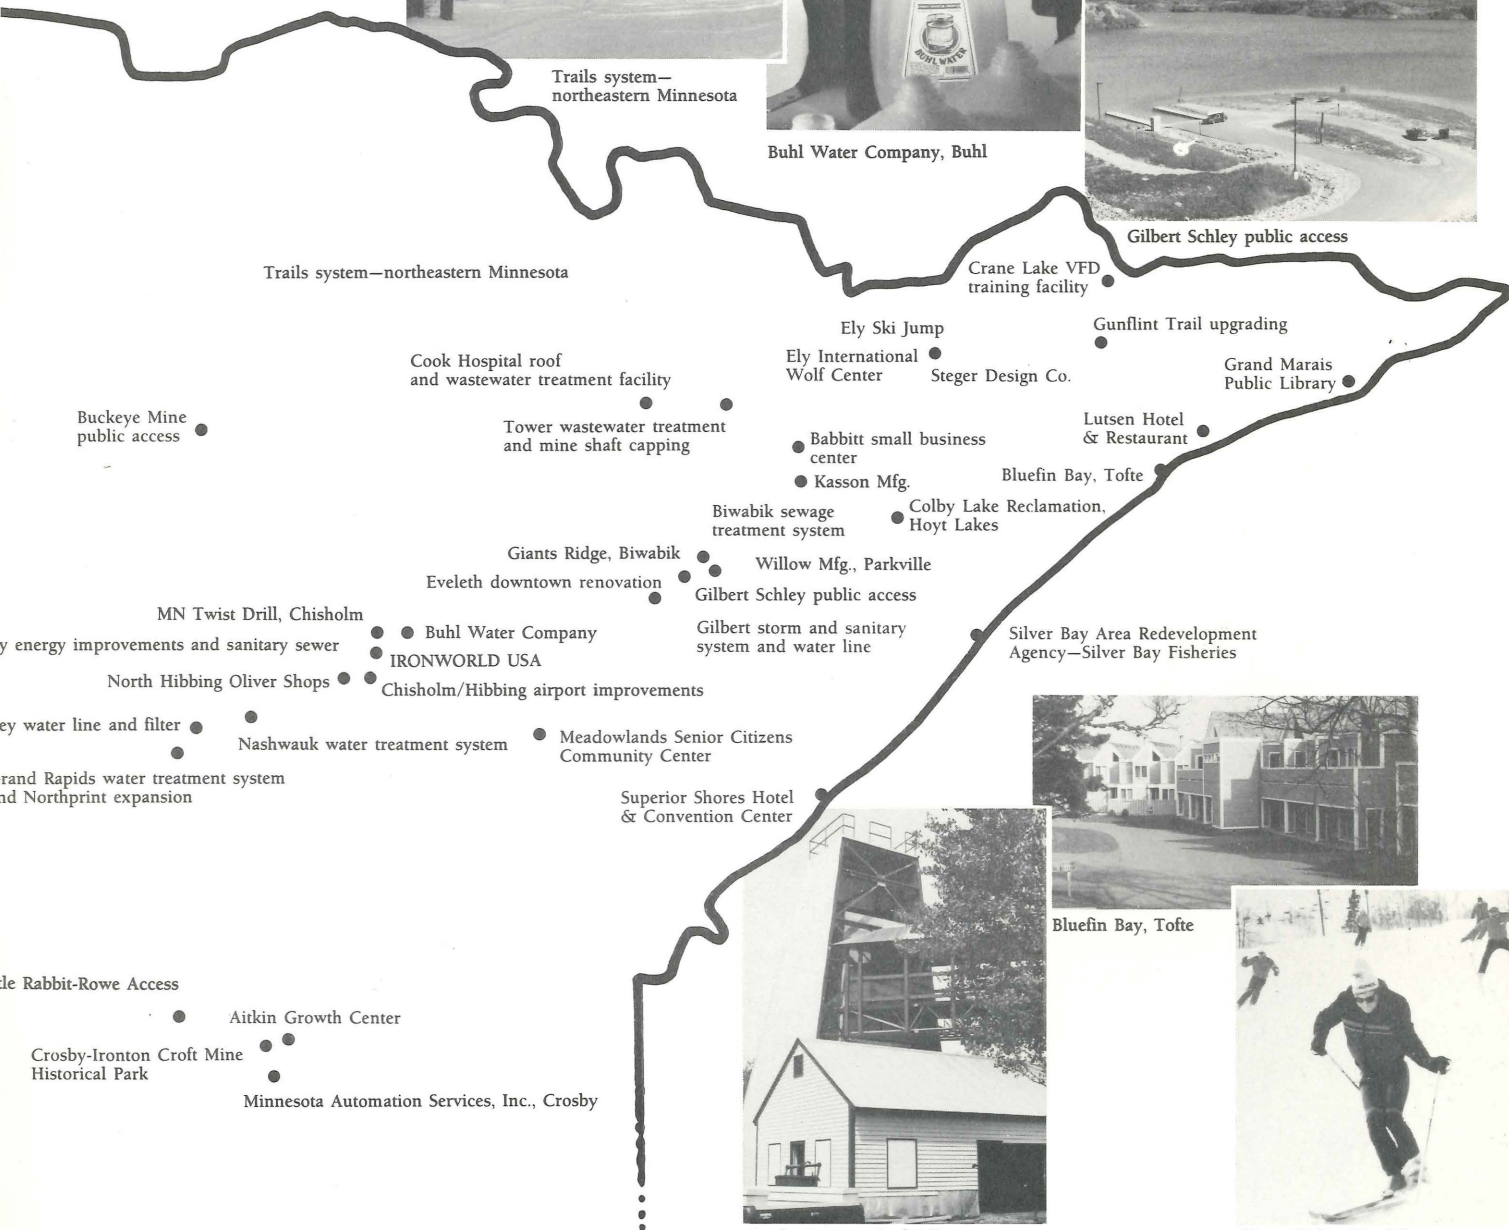 BUHL WATER
Trails system—
northeastern Minnesota
Buhl Water Company, Buhl
Gilbert Schley public access
Trails system—northeastern Minnesota
Crane Lake VFD
training facility
Ely Ski Jump
Gunflint Trail upgrading
Ely International
Wolf Center
Steger Design Co.
Cook Hospital roof
and wastewater treatment facility
Grand Marais
Public Library
Buckeye Mine
public access
Tower wastewater treatment
and mine shaft capping
Lutsen Hotel
& Restaurant
Babbitt small business
center
Kasson Mfg.
Bluefin Bay, Tofte
Biwabik sewage
treatment system
Colby Lake Reclamation,
Hoyt Lakes
Giants Ridge, Biwabik
Willow Mfg., Parkville
Eveleth downtown renovation
Gilbert Schley public access
MN Twist Drill, Chisholm
Buhl Water Company
Gilbert storm and sanitary
system and water line
y energy improvements and sanitary sewer
IRONWORLD USA
Silver Bay Area Redevelopment
Agency—Silver Bay Fisheries
North Hibbing Oliver Shops
Chisholm/Hibbing airport improvements
ey water line and filter
Nashwauk water treatment system
Meadowlands Senior Citizens
Community Center
rand Rapids water treatment system
nd Northprint expansion
Superior Shores Hotel
& Convention Center
Bluefin Bay, Tofte
tle Rabbit-Rowe Access
Aitkin Growth Center
Crosby-Ironton Croft Mine
Historical Park
Minnesota Automation Services, Inc., Crosby